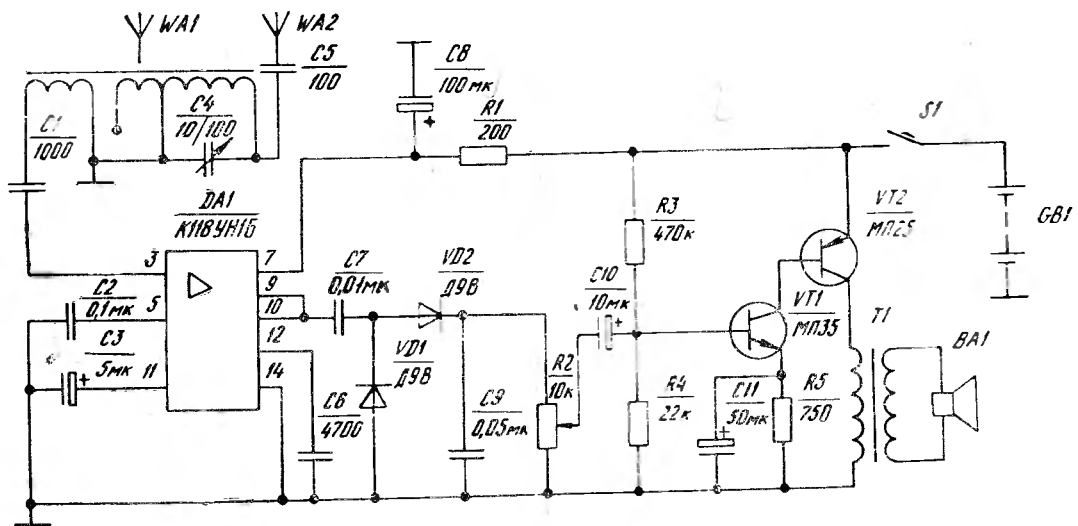 WA1
WA2
C5
100
C4
10/100
C1
1000
C8
100мк
R1
200
S1
DA1
К118УН1Б
3
7
5
9
10
12
11
14
C2
0,1мк
C3
5мк
C7
0,01мк
VD2
Д9В
VD1
Д9В
C6
4700
C9
0,05мк
R2
10к
C10
10мк
+
R3
470к
R4
22к
VT2
МП25
VT1
МП35
C11
50мк
R5
750
T1
BA1
GB1
+
+
+